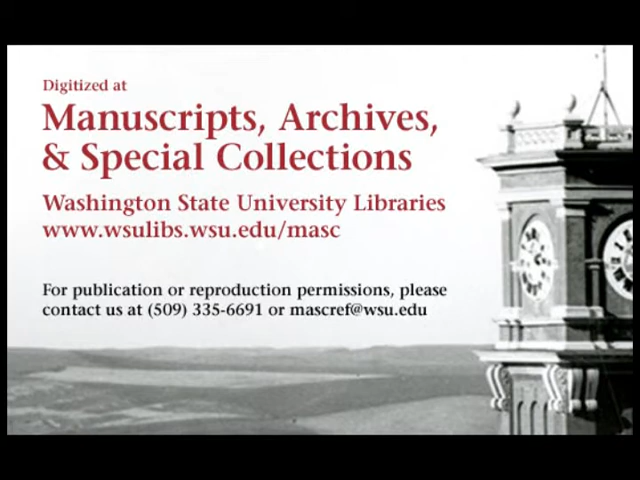 Digitized at
Manuscripts, Archives,
& Special Collections
Washington State University Libraries
www.wsulibs.wsu.edu/masc
For publication or reproduction permissions, please
contact us at (509) 335-6691 or mascref@wsu.edu